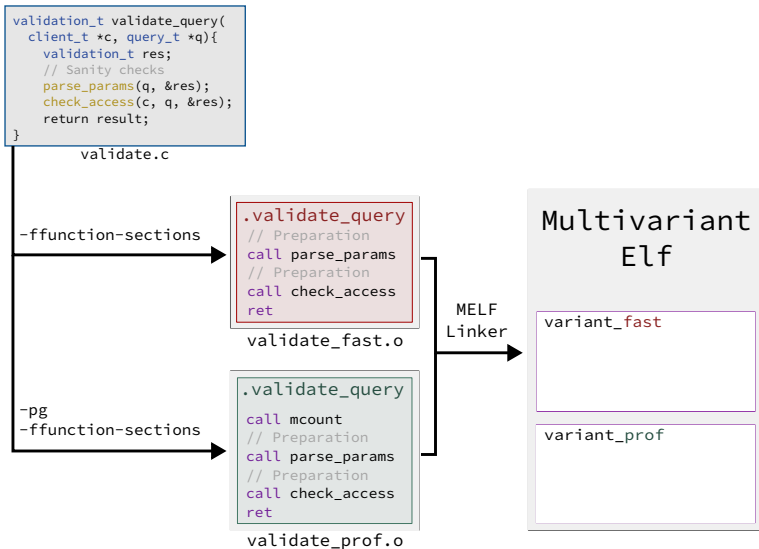 validation_t validate_query(
client_t *c, query_t *q){
validation_t res;
// Sanity checks
parse_params(q, &res);
check_access(c, q, &res);
return result;
}
validate.c
-ffunction-sections
.validate_query
// Preparation
call parse_params
// Preparation
call check_access
ret
validate_fast.o
-pg
-ffunction-sections
.validate_query
call mcount
// Preparation
call parse_params
// Preparation
call check_access
ret
validate_prof.o
MELF
Linker
Multivariant
Elf
variant_fast
variant_prof